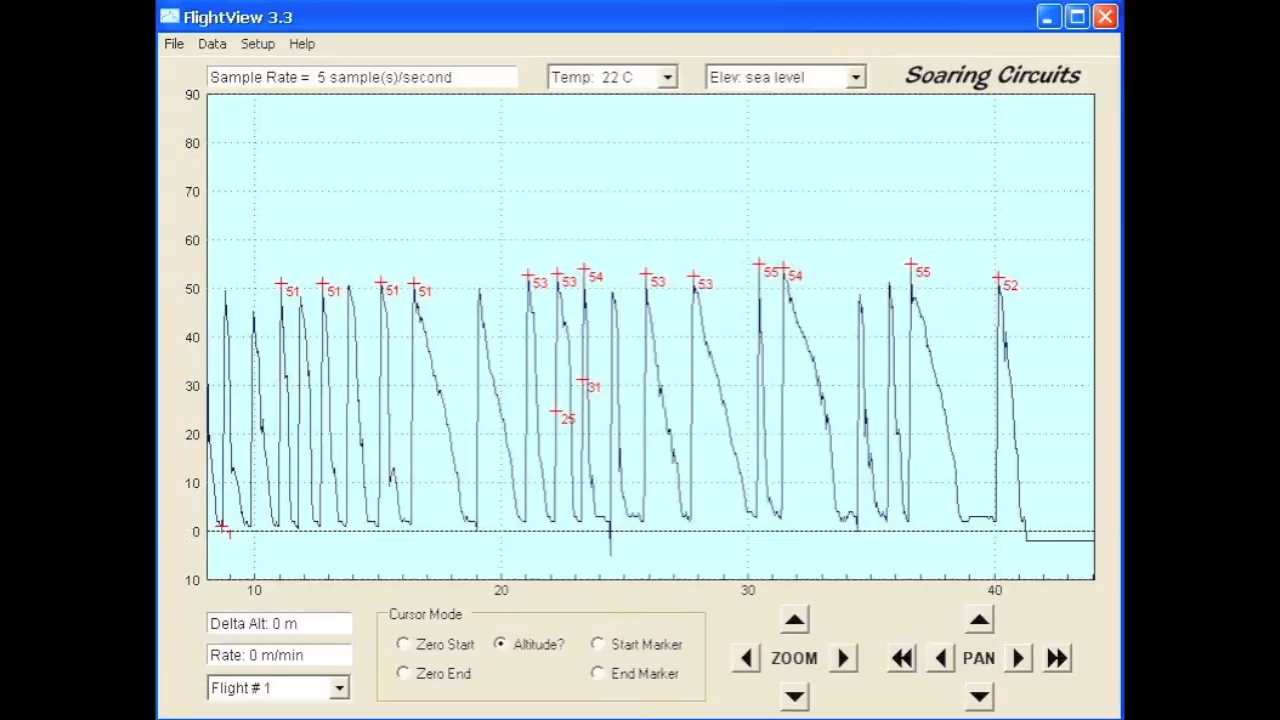 FlightView 3.3
File Data Setup Help
Sample Rate = 5 sample(s)/second
Temp: 22 C
Elev: sea level
Soaring Circuits
90
80
70
60
50
40
30
20
10
0
10
51
51
51
51
53
53
54
25
31
53
53
55
54
55
52
10 20 30 40
Delta Alt: 0 m
Rate: 0 m/min
Flight # 1
Cursor Mode
Zero Start Altitude? Start Marker
Zero End End Marker
ZOOM
PAN